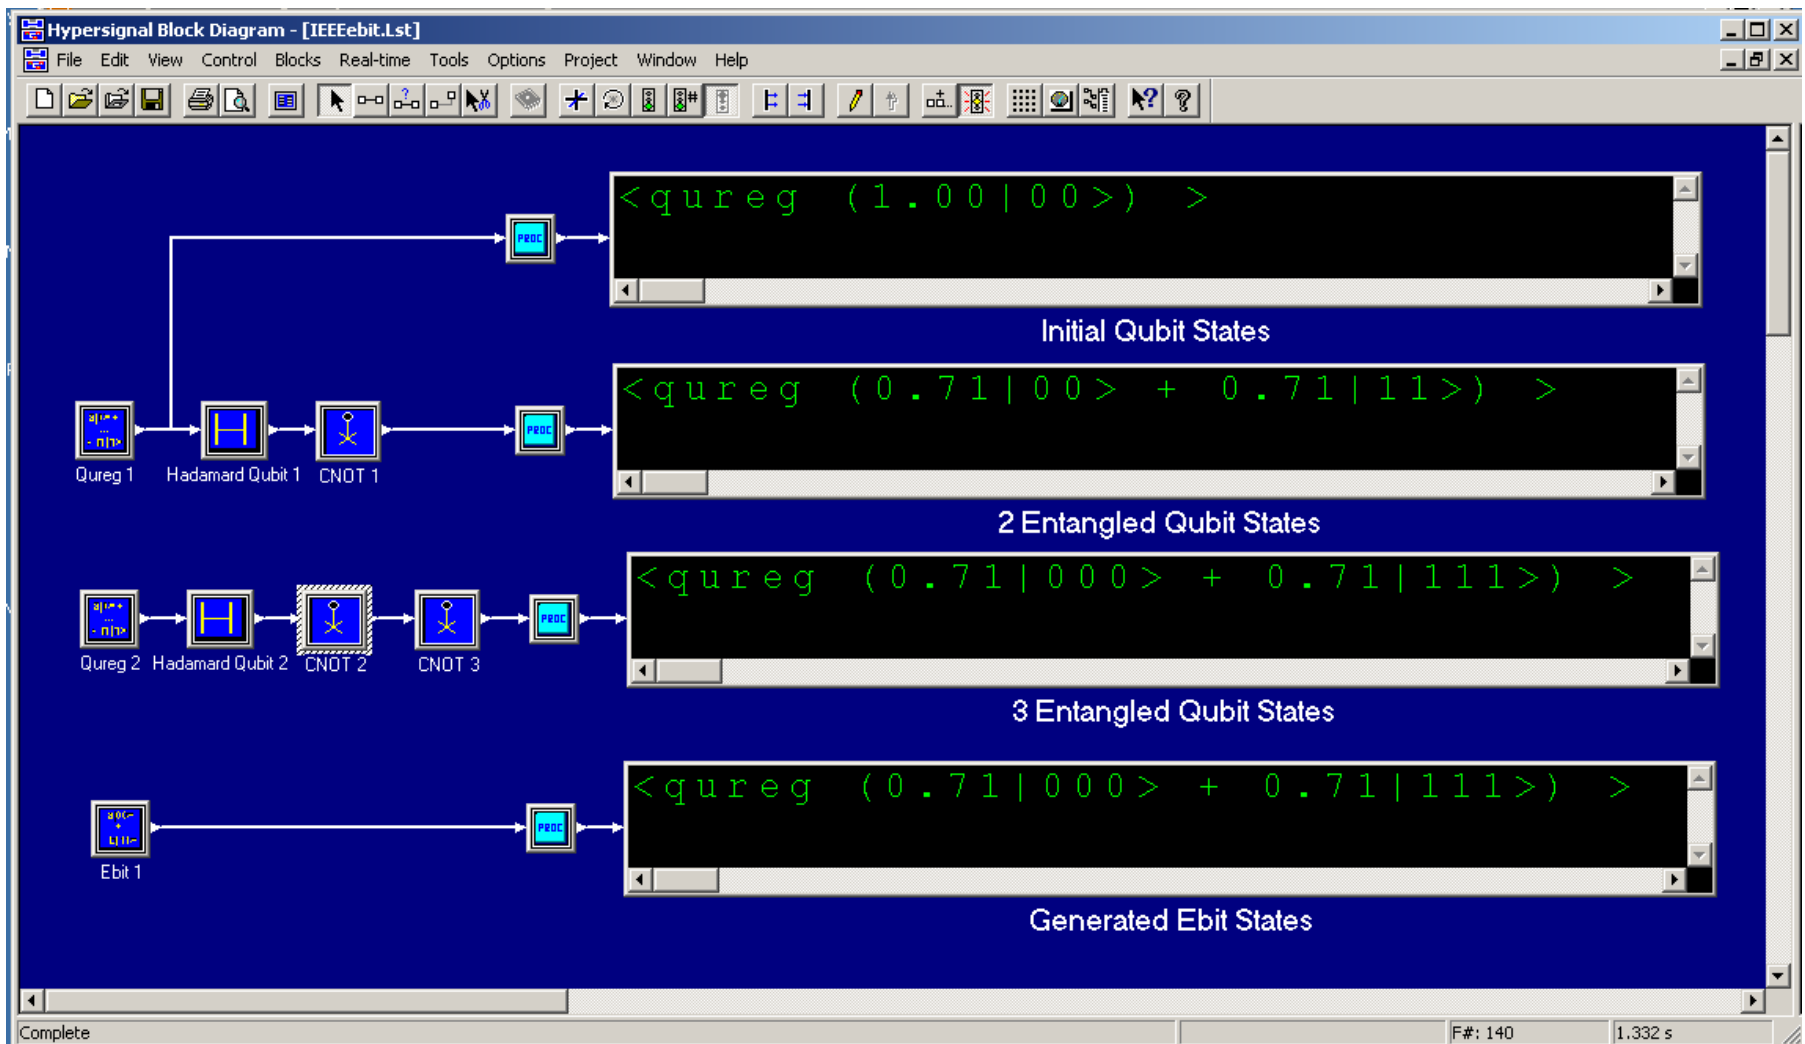 Hypersignal Block Diagram - [IEEEebit.Lst]
File Edit View Control Blocks Real-time Tools Options Project Window Help
<qureg (1.00|00>) >
PROC
Initial Qubit States
<qureg (0.71|00> + 0.71|11>) >
PROC
Qureg 1 Hadamard Qubit 1 CNOT 1
2 Entangled Qubit States
<qureg (0.71|000> + 0.71|111>) >
PROC
Qureg 2 Hadamard Qubit 2 CNOT 2 CNOT 3
3 Entangled Qubit States
<qureg (0.71|000> + 0.71|111>) >
PROC
Ebit 1
Generated Ebit States
Complete F#: 140 1.332 s